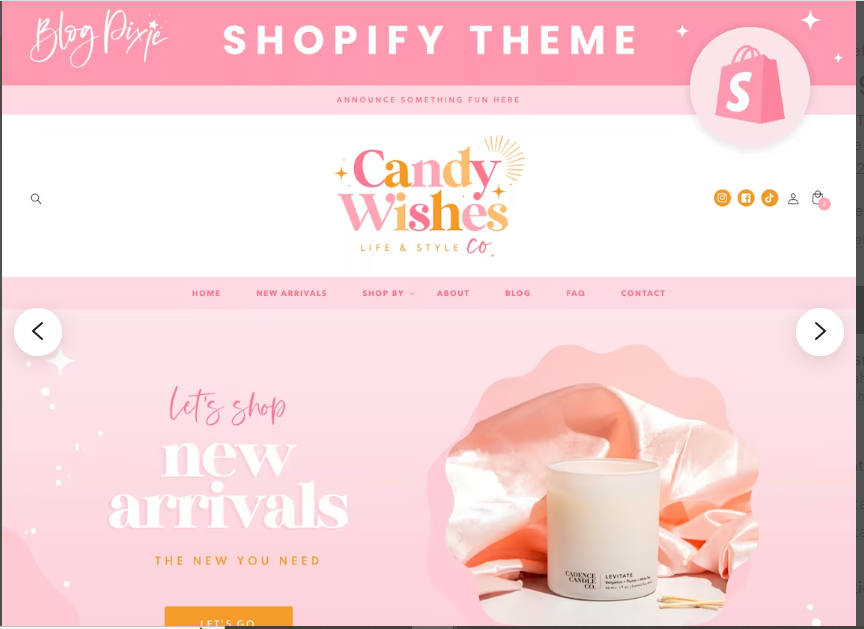 Blog Pixie
SHOPIFY THEME
S
ANNOUNCE SOMETHING FUN HERE
Candy
Wishes
LIFE & STYLE Co.
HOME NEW ARRIVALS SHOP BY ABOUT BLOG FAQ CONTACT
let's shop
new
arrivals
THE NEW YOU NEED
LET'S GO
CADENCE
CANDLE
CO.
LEVITATE